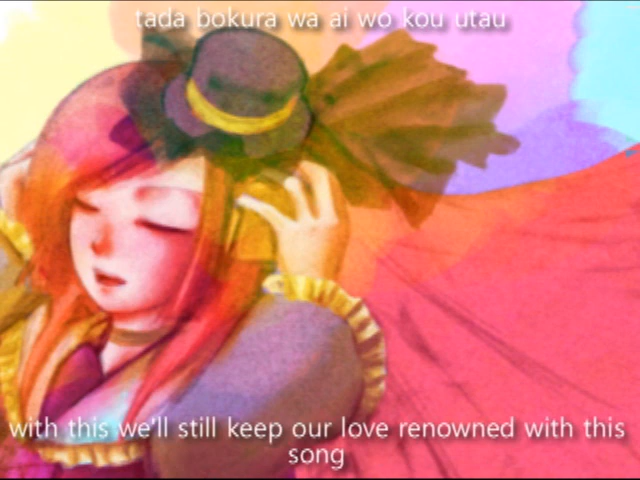 tada bokura wa ai wo kou utau
with this we'll still keep our love renowned with this
song